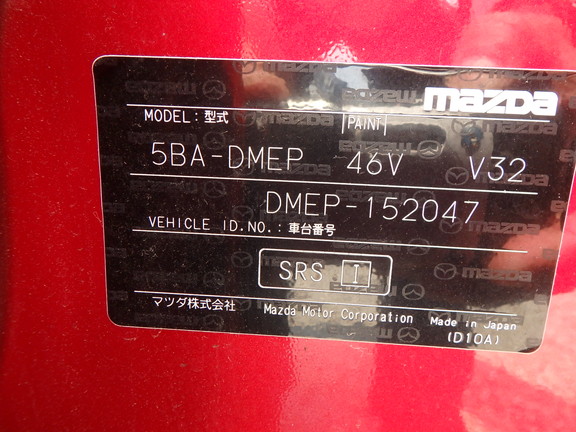 mazda
MODEL: 型式 PAINT
5BA-DMEP 46V V32
DMEP-152047
VEHICLE ID.NO.: 車台番号
SRS I
マツダ株式会社 Mazda Motor Corporation Made in Japan
(D10A)